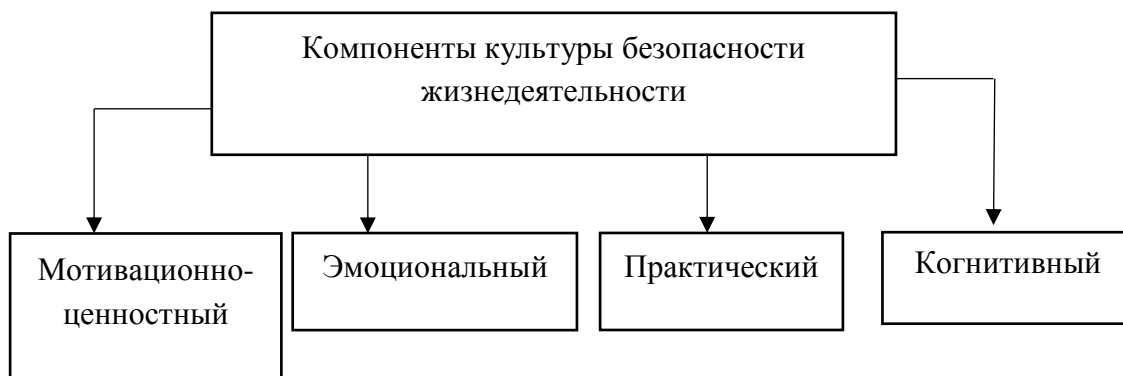 Компоненты культуры безопасности
жизнедеятельности
Мотивационно-
ценностный
Эмоциональный
Практический
Когнитивный